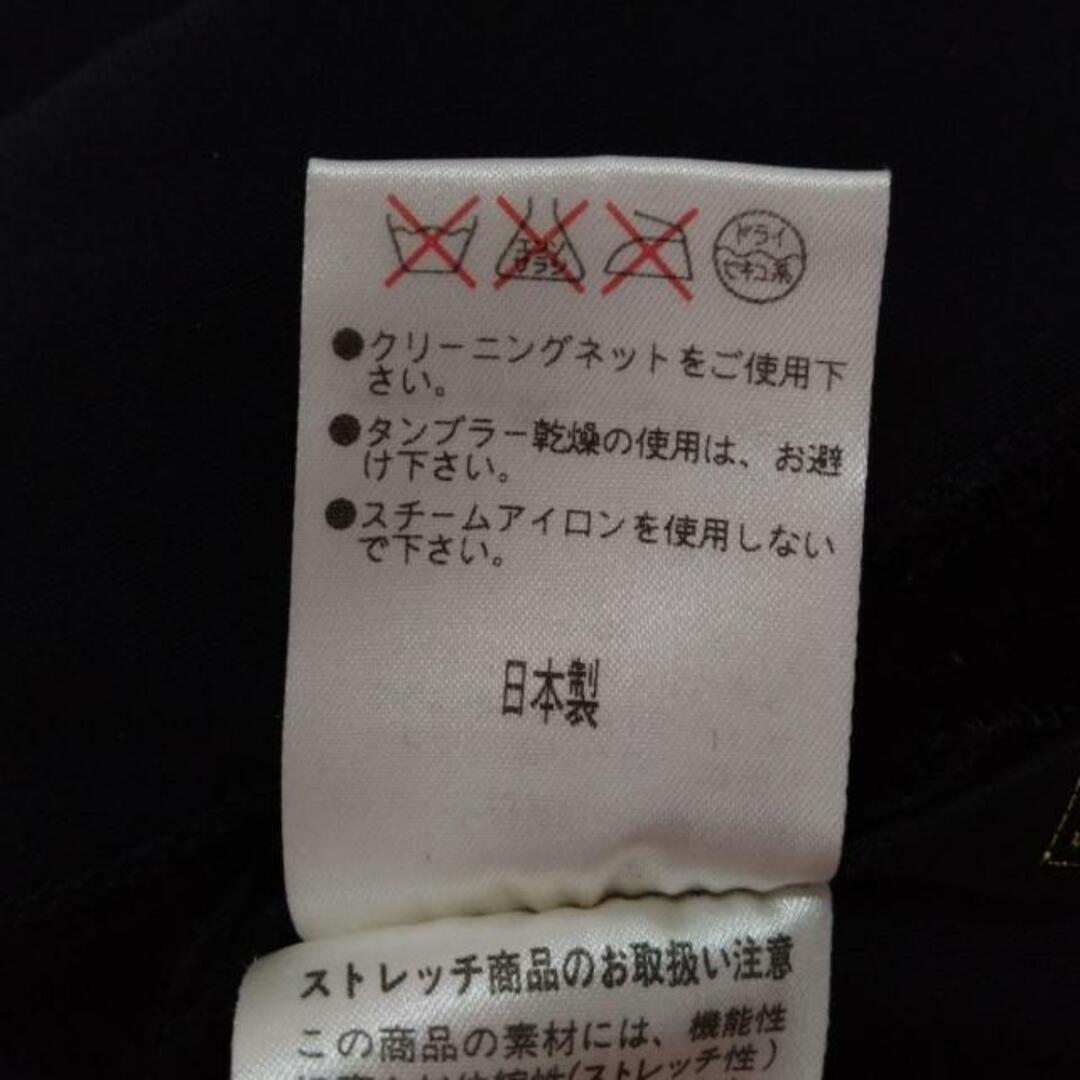 エンソ
サラシ
ドライ
セキユ系
●クリーニングネットをご使用下
さい。
●タンブラー乾燥の使用は、お避
け下さい。
●スチームアイロンを使用しない
で下さい。
日本製
ストレッチ商品のお取扱い注意
この商品の素材には、機能性
(ストレッチ性)